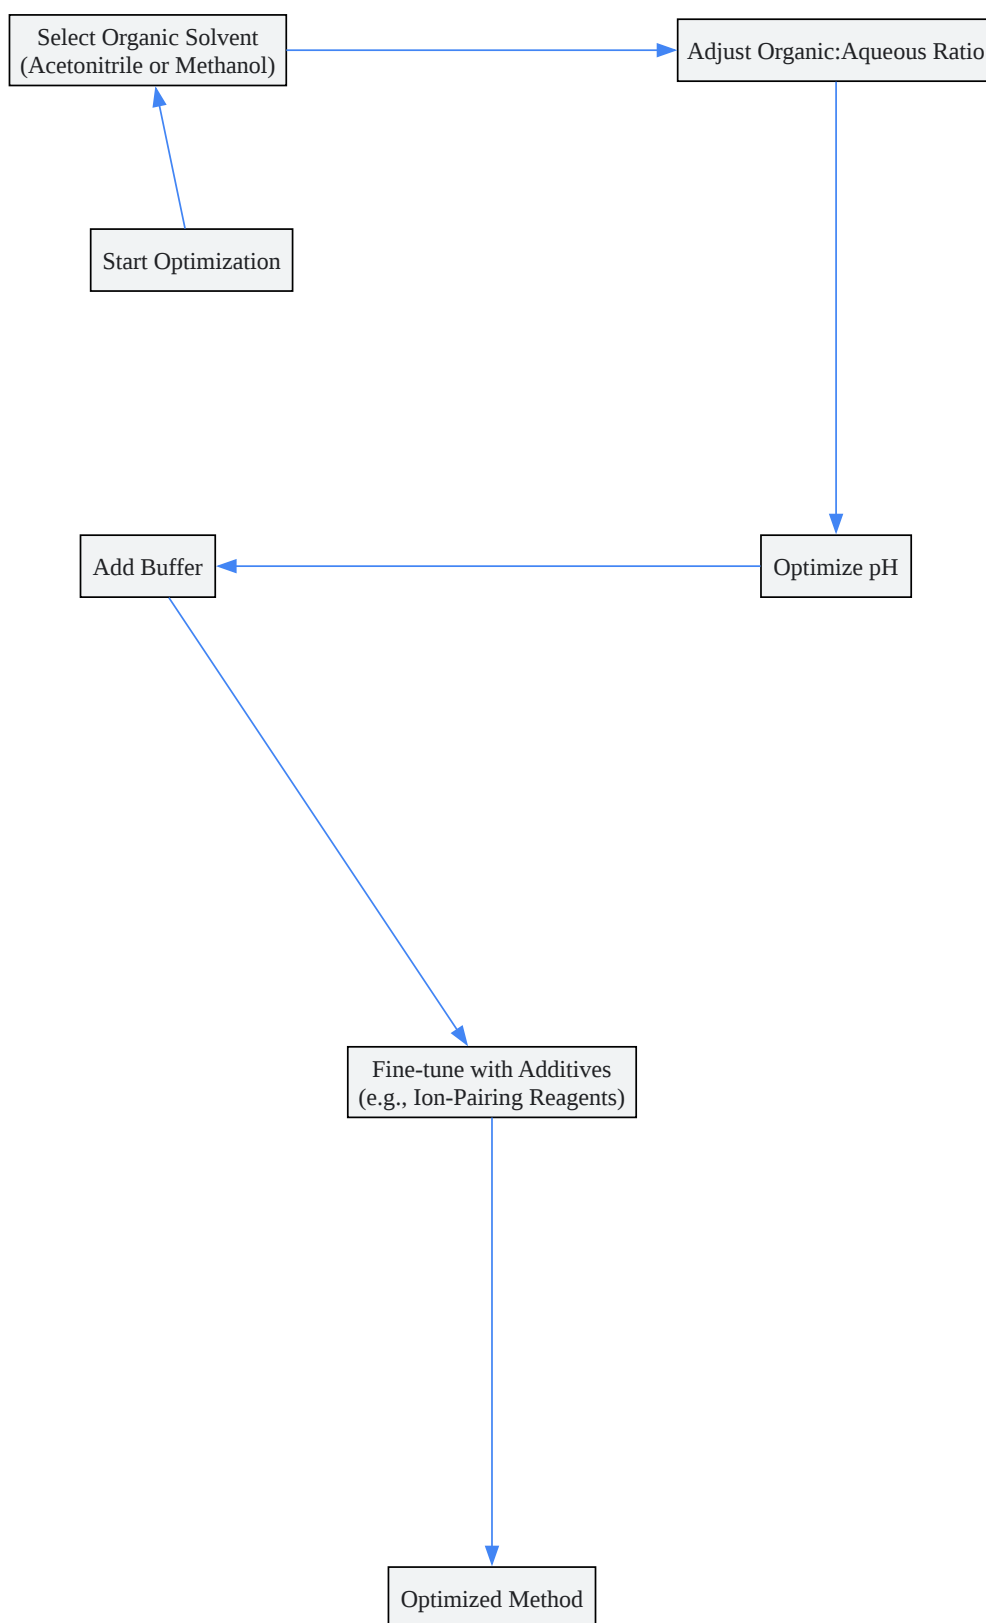 Select Organic Solvent
(Acetonitrile or Methanol)
Adjust Organic:Aqueous Ratio
Start Optimization
Add Buffer
Optimize pH
Fine-tune with Additives
(e.g., Ion-Pairing Reagents)
Optimized Method